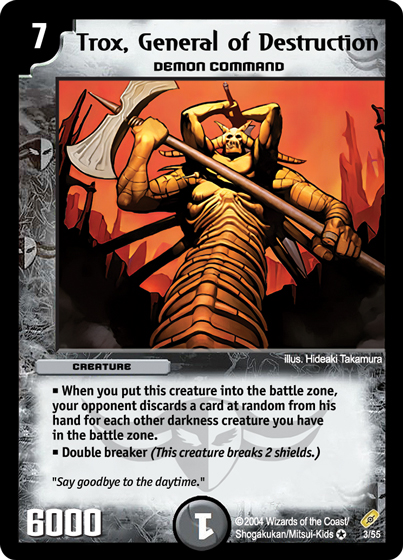 7
Trox, General of Destruction
DEMON COMMAND
illus. Hideaki Takamura
CREATURE
▪ When you put this creature into the battle zone,
your opponent discards a card at random from his
hand for each other darkness creature you have
in the battle zone.
▪ Double breaker (This creature breaks 2 shields.)
"Say goodbye to the daytime."
6000
1
©2004 Wizards of the Coast/
Shogakukan/Mitsui-Kids ✪
3/55